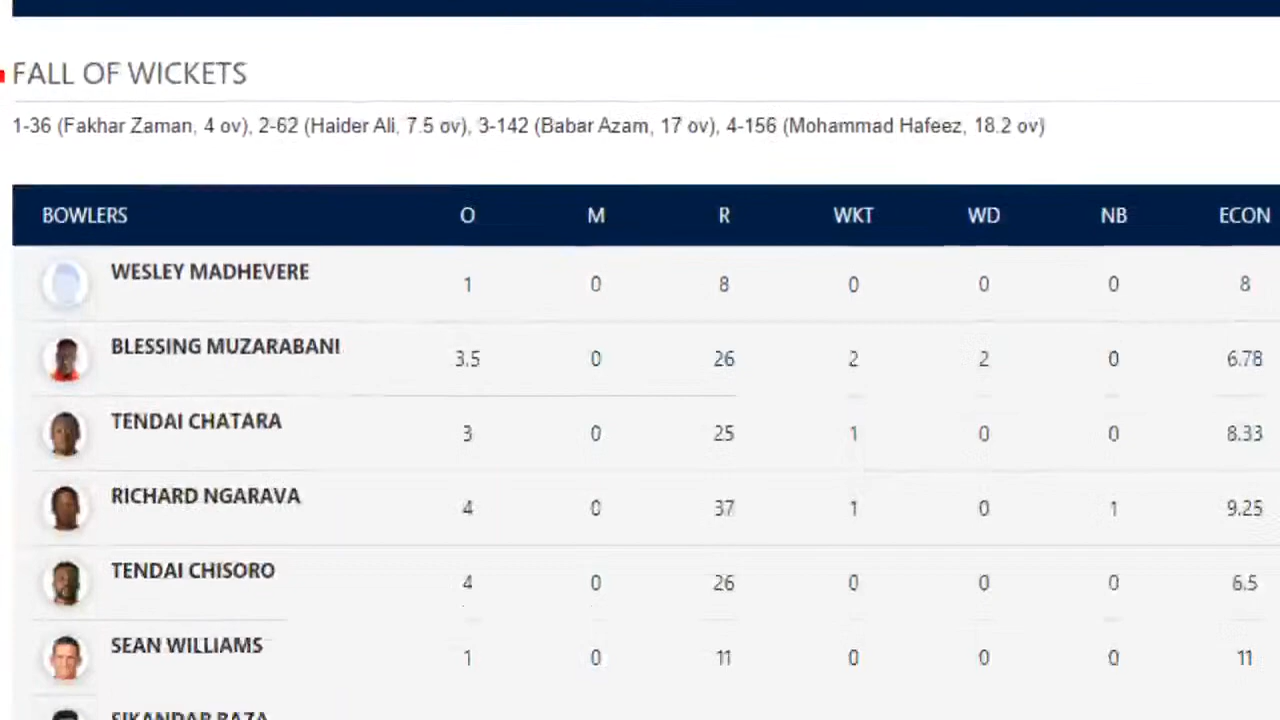 FALL OF WICKETS
1-36 (Fakhar Zaman, 4 ov), 2-62 (Haider Ali, 7.5 ov), 3-142 (Babar Azam, 17 ov), 4-156 (Mohammad Hafeez, 18.2 ov)
BOWLERS O M R WKT WD NB ECON
WESLEY MADHEVERE 1 0 8 0 0 0 8
BLESSING MUZARABANI 3.5 0 26 2 2 0 6.78
TENDAI CHATARA 3 0 25 1 0 0 8.33
RICHARD NGARAVA 4 0 37 1 0 1 9.25
TENDAI CHISORO 4 0 26 0 0 0 6.5
SEAN WILLIAMS 1 0 11 0 0 0 11
SIKANDAR RAZA